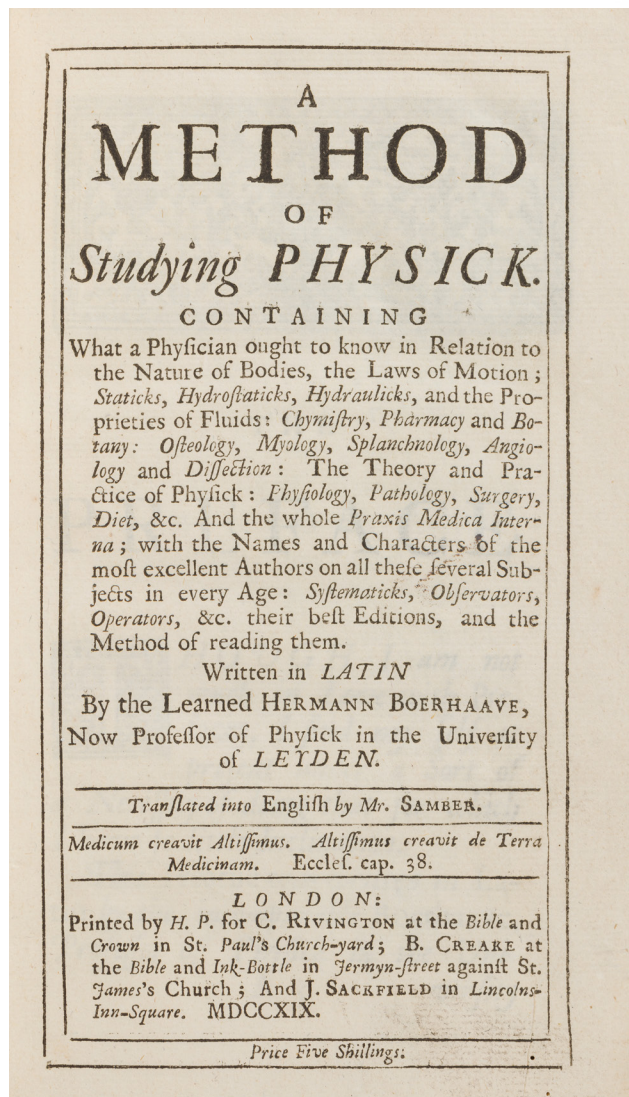 A
METHOD
OF
Studying PHYSICK.
CONTAINING
What a Phyſician ought to know in Relation to
the Nature of Bodies, the Laws of Motion;
Staticks, Hydroſtaticks, Hydraulicks, and the Pro-
prieties of Fluids: Chymiſtry, Pharmacy and Bo-
tany: Oſteology, Myology, Splanchnology, Angio-
logy and Diſſection: The Theory and Pra-
ctice of Phyſick: Phyſiology, Pathology, Surgery,
Diet, &c. And the whole Praxis Medica Inter-
na; with the Names and Characters of the
moſt excellent Authors on all theſe ſeveral Sub-
jects in every Age: Syſtematicks, Obſervators,
Operators, &c. their beſt Editions, and the
Method of reading them.
Written in LATIN
By the Learned HERMANN BOERHAAVE,
Now Profeſſor of Phyſick in the Univerſity
of LEYDEN.
Tranſlated into Engliſh by Mr. SAMBER.
Medicum creavit Altiſſimus. Altiſſimus creavit de Terra
Medicinam. Eccleſ. cap. 38.
LONDON:
Printed by H. P. for C. RIVINGTON at the Bible and
Crown in St. Paul's Church-yard; B. CREAKE at
the Bible and Ink-Bottle in Jermyn-ſtreet againſt St.
James's Church; And J. SACKFIELD in Lincolns-
Inn-Square. MDCCXIX.
Price Five Shillings.